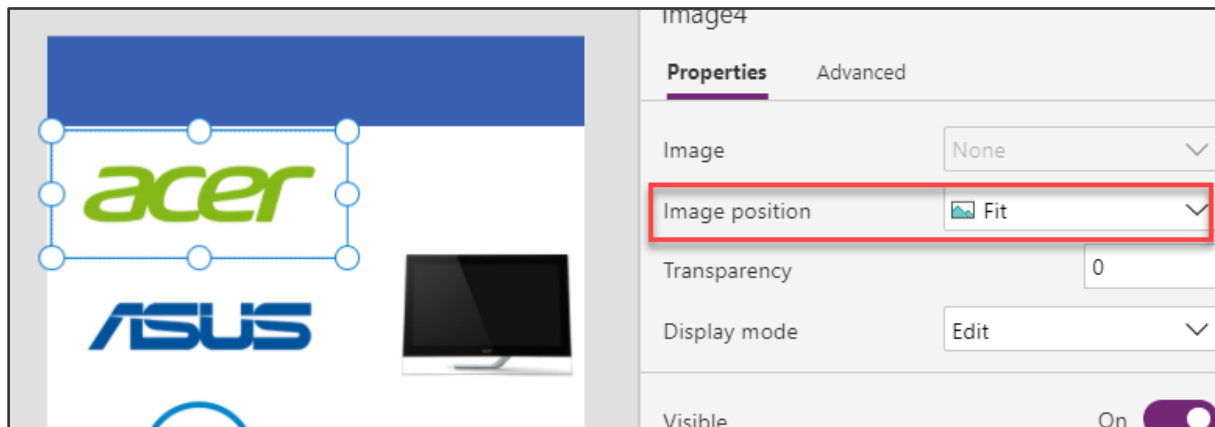 Image4
Properties Advanced
Image None
Image position Fit
Transparency 0
Display mode Edit
Visible On
acer
ASUS